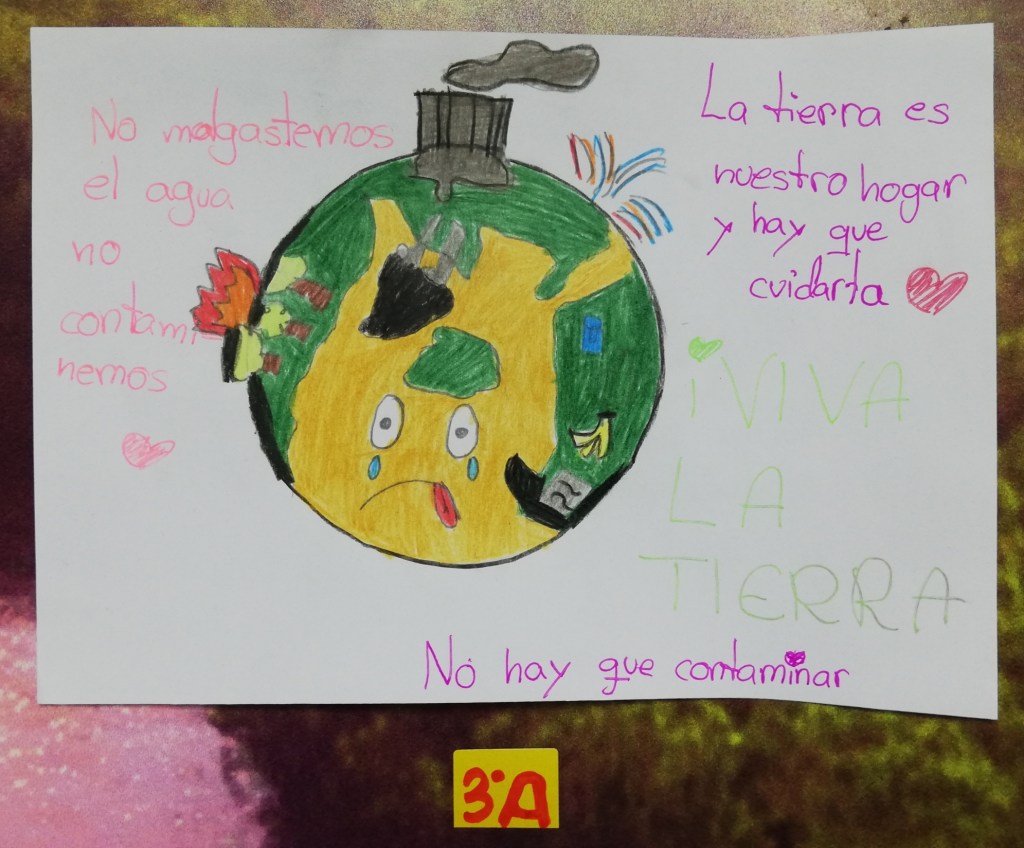 No malgastemos
el agua
no
contami-
nemos
La tierra es
nuestro hogar
y hay que
cuidarla
¡VIVA
LA
TIERRA
No hay que contaminar
3ºA